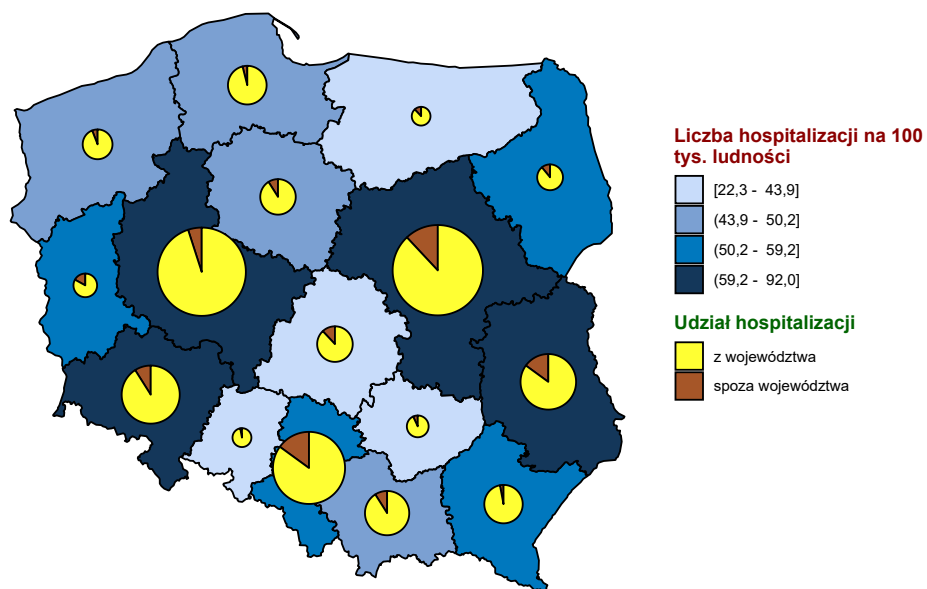 Liczba hospitalizacji na 100
tys. ludności
[22,3 - 43,9]
(43,9 - 50,2]
(50,2 - 59,2]
(59,2 - 92,0]
Udział hospitalizacji
z województwa
spoza województwa